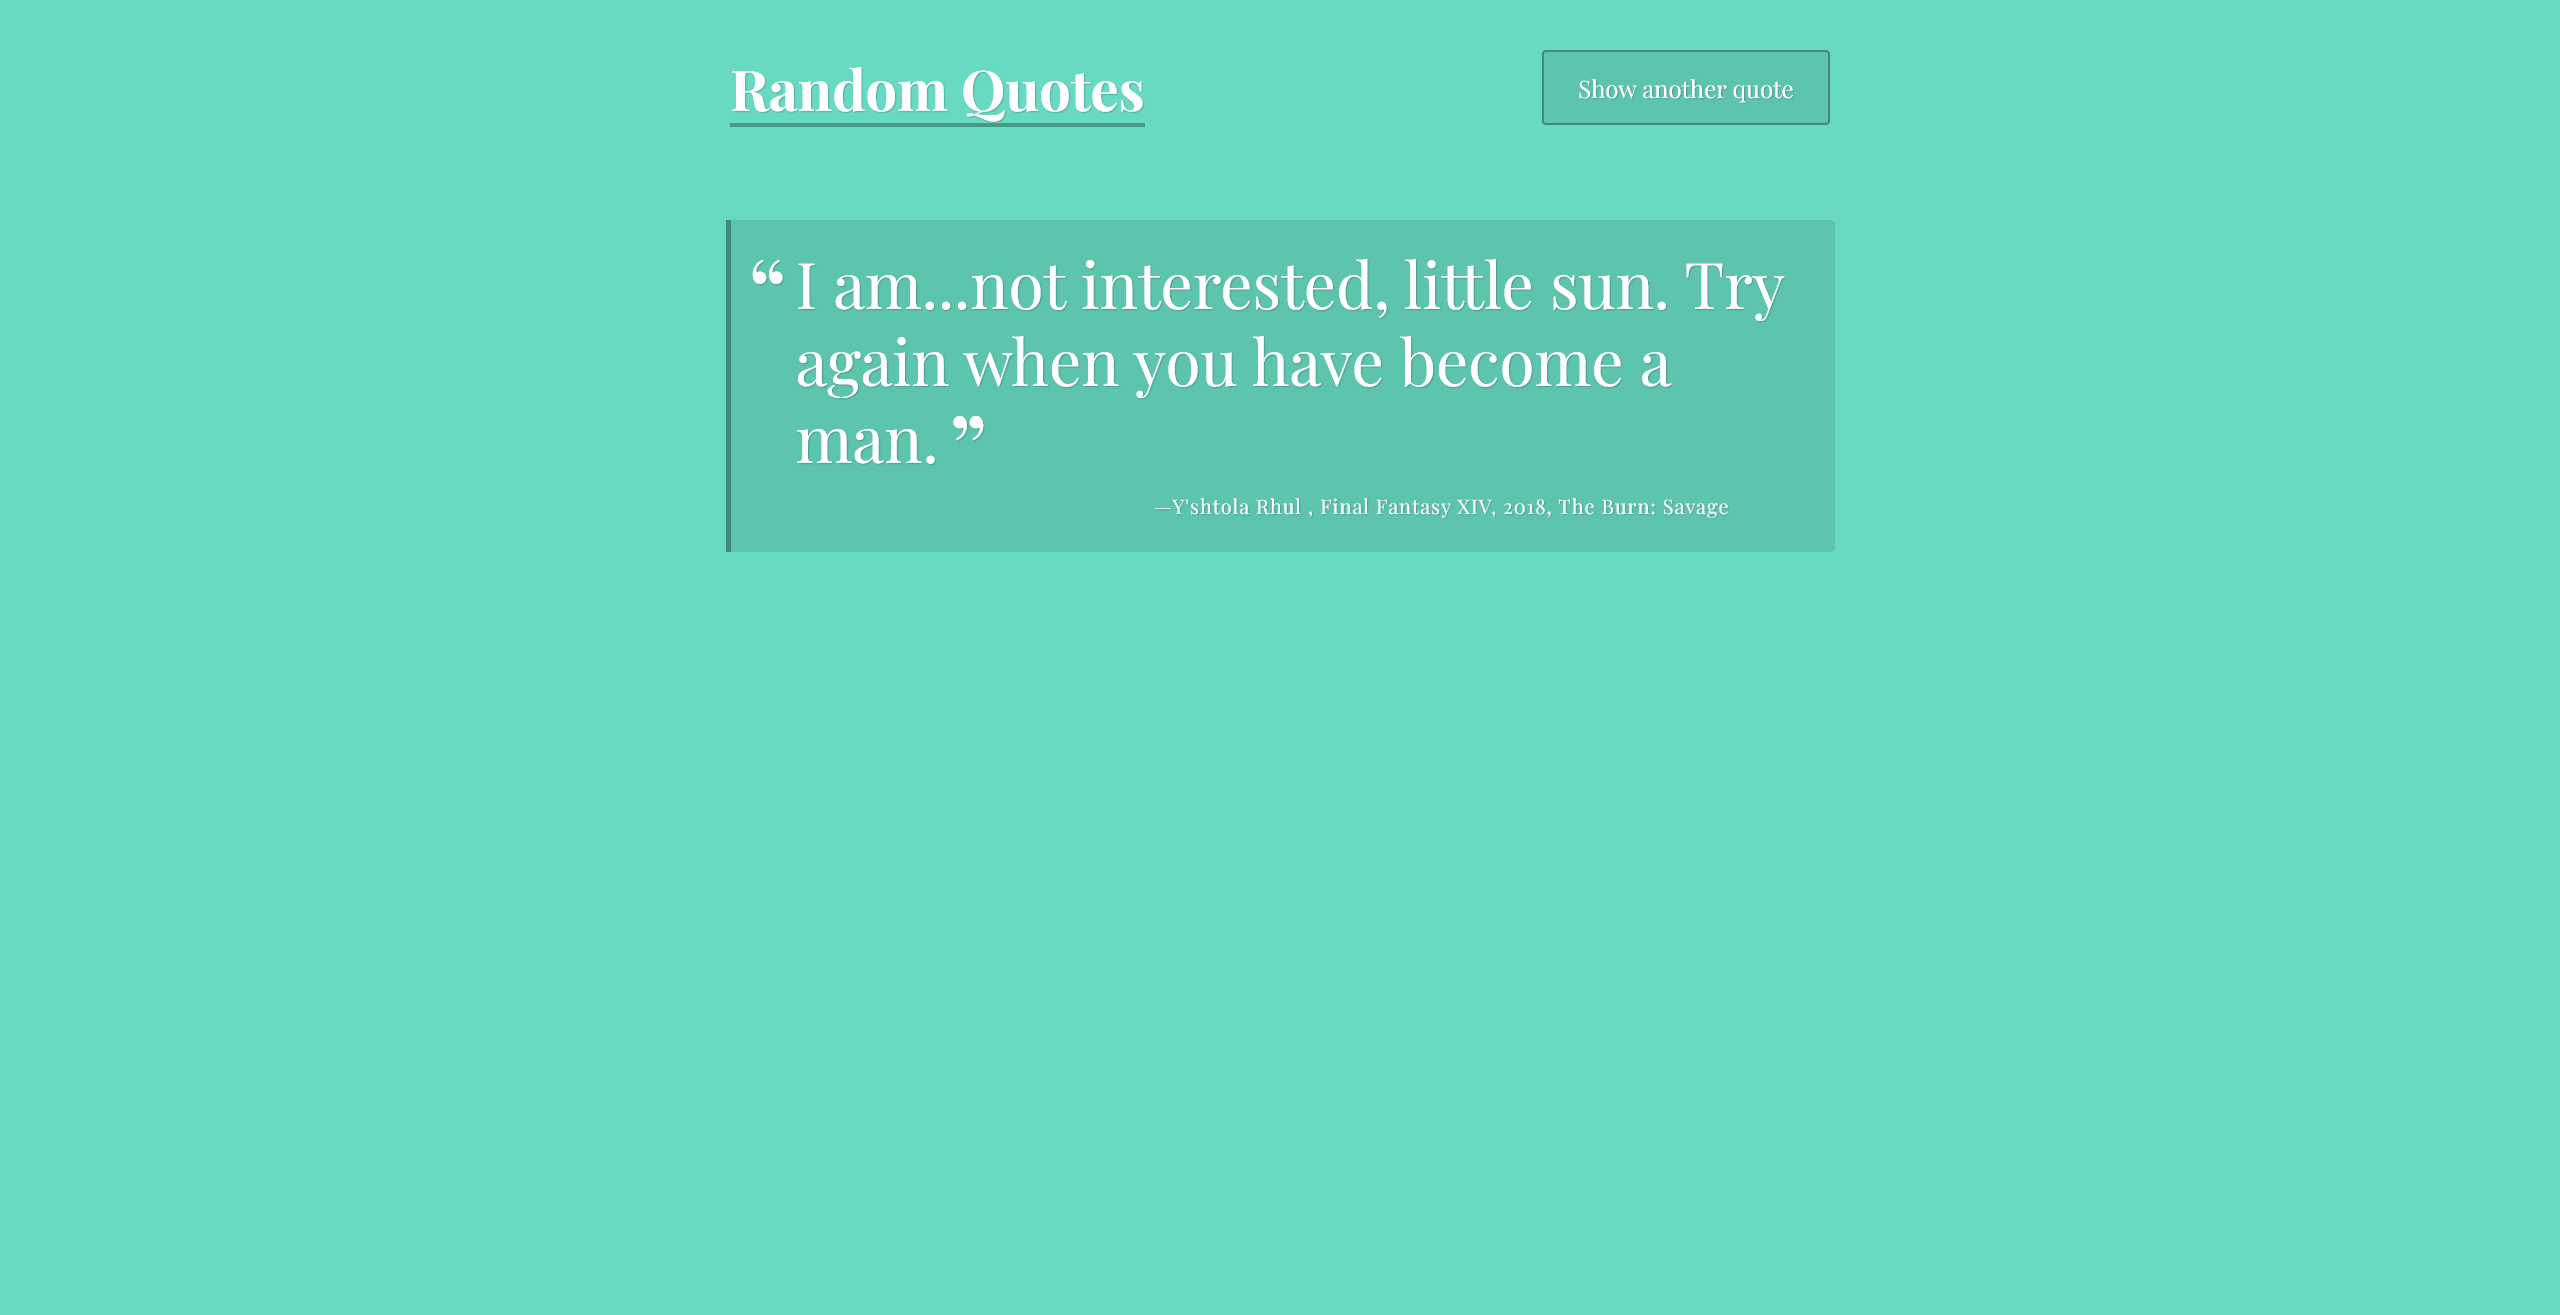 Random Quotes
Show another quote
“ I am...not interested, little sun. Try
again when you have become a
man. ”
—Y'shtola Rhul , Final Fantasy XIV, 2018, The Burn: Savage